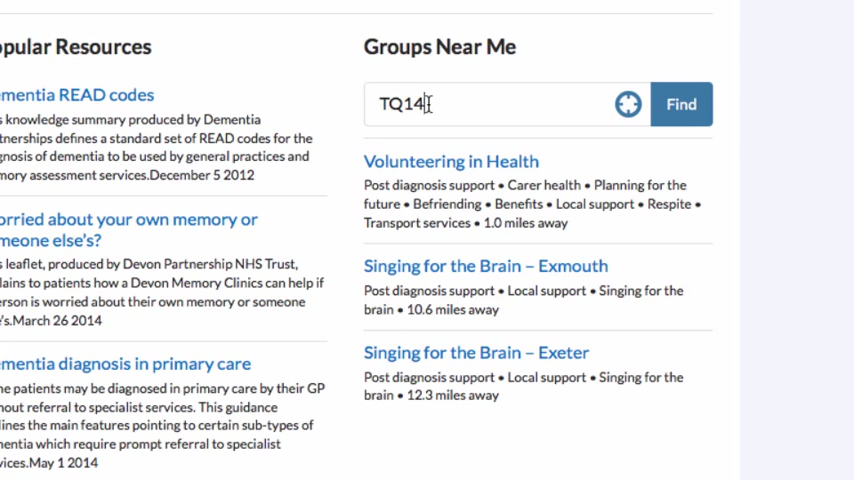 pular Resources
mentia READ codes
knowledge summary produced by Dementia
tnerships defines a standard set of READ codes for the
gnosis of dementia to be used by general practices and
mory assessment services.December 5 2012
orried about your own memory or
meone else's?
leaflet, produced by Devon Partnership NHS Trust,
lains to patients how a Devon Memory Clinics can help if
erson is worried about their own memory or someone
e's.March 26 2014
mentia diagnosis in primary care
me patients may be diagnosed in primary care by their GP
hout referral to specialist services. This guidance
lines the main features pointing to certain sub-types of
mentia which require prompt referral to specialist
vices.May 1 2014
Groups Near Me
TQ14
Find
Volunteering in Health
Post diagnosis support • Carer health • Planning for the
future • Befriending • Benefits • Local support • Respite •
Transport services • 1.0 miles away
Singing for the Brain – Exmouth
Post diagnosis support • Local support • Singing for the
brain • 10.6 miles away
Singing for the Brain – Exeter
Post diagnosis support • Local support • Singing for the
brain • 12.3 miles away